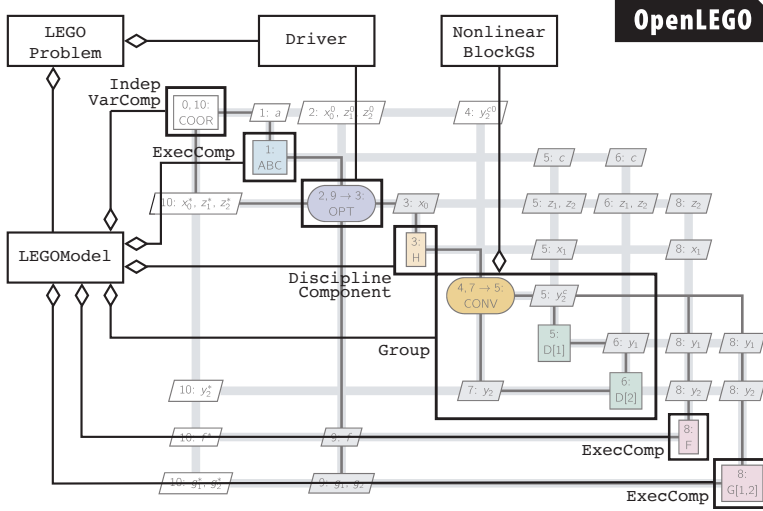 OpenLEGO
LEGO
Problem
Driver
Nonlinear
BlockGS
Indep
VarComp
0, 10:
COOR
1: a
2: x₀⁰, z₁⁰, z₂⁰
4: y₂ᶜ⁰
ExecComp
1:
ABC
5: c
6: c
10: x₀*, z₁*, z₂*
2, 9 → 3:
OPT
3: x₀
5: z₁, z₂
6: z₁, z₂
8: z₂
LEGOModel
3:
H
5: x₁
8: x₁
Discipline
Component
4, 7 → 5:
CONV
5: y₂ᶜ
Group
5:
D[1]
6: y₁
8: y₁
8: y₁
10: y₂*
7: y₂
6:
D[2]
8: y₂
8: y₂
10: f*
9: f
8:
F
ExecComp
10: g₁*, g₂*
9: g₁, g₂
8:
G[1,2]
ExecComp